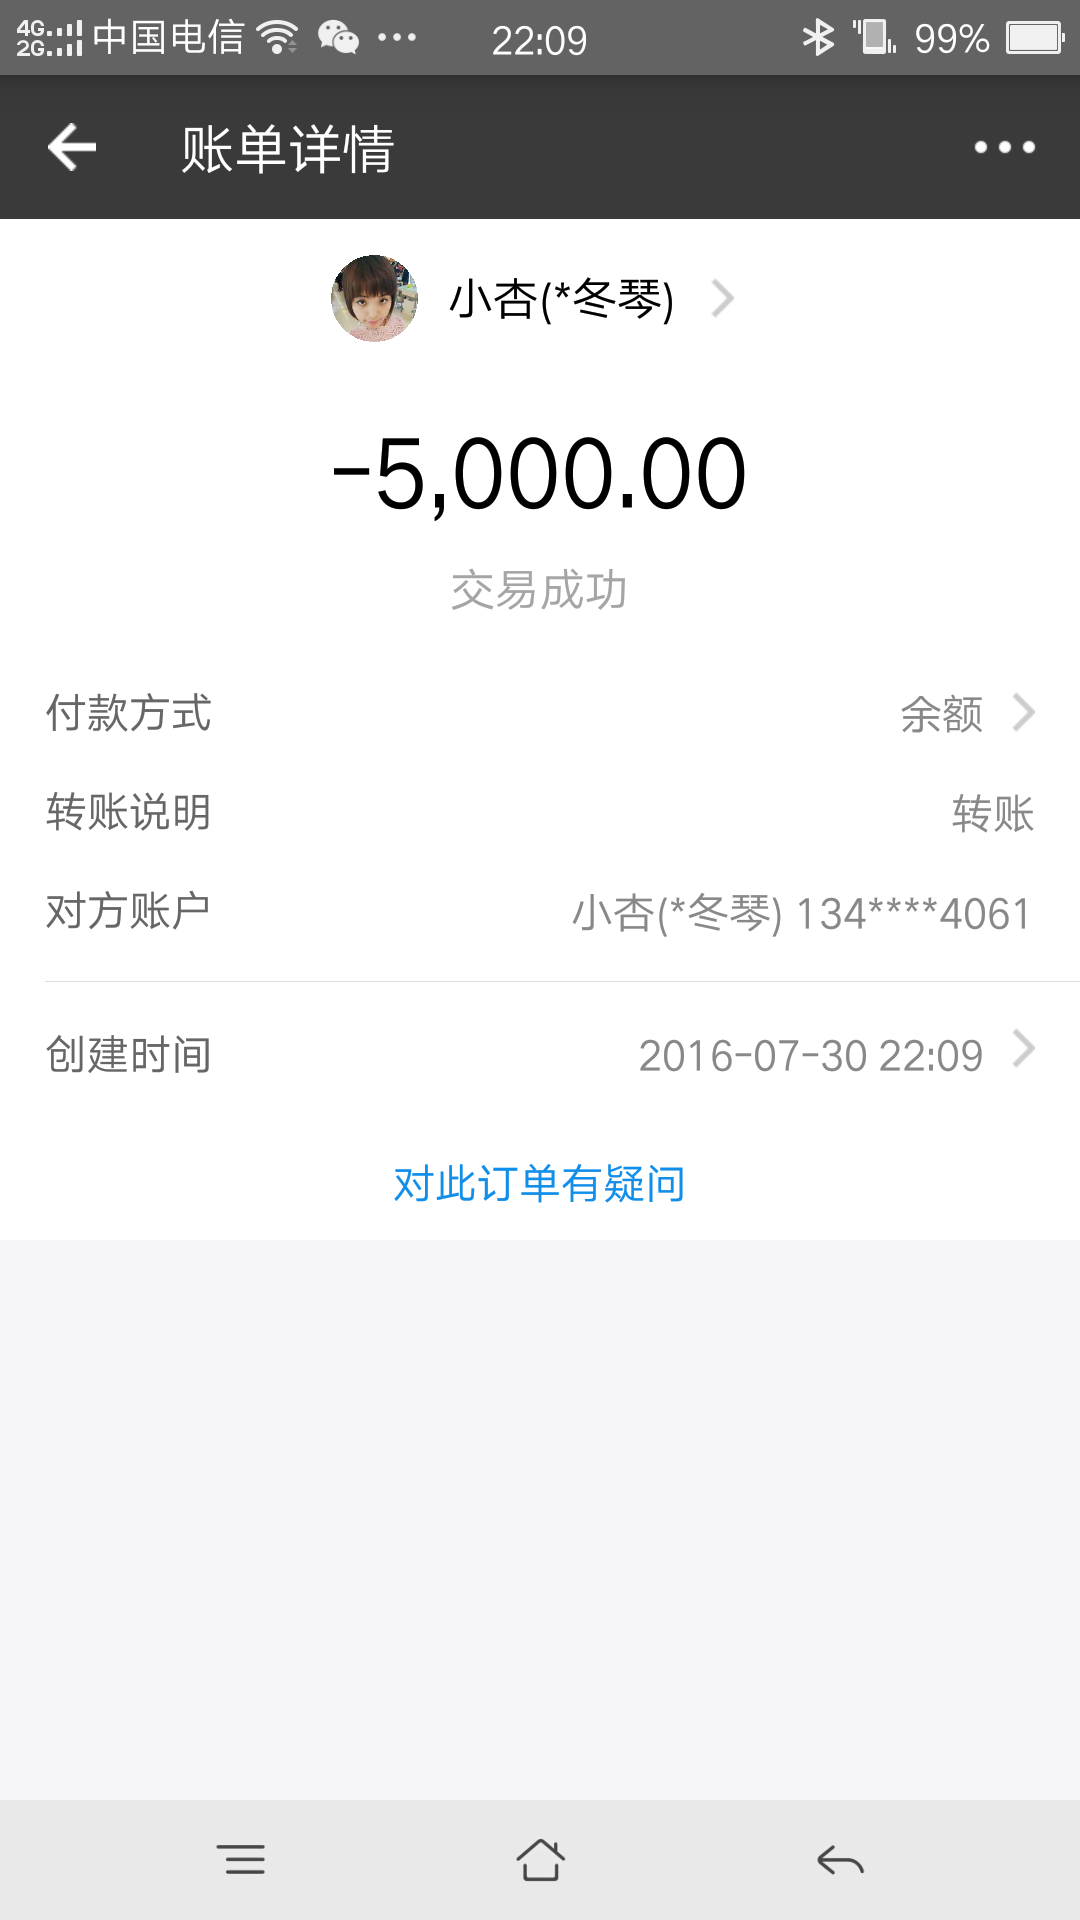 4G 2G 中国电信 22:09 99%
账单详情
小杏(*冬琴)
-5,000.00
交易成功
付款方式 余额
转账说明 转账
对方账户 小杏(*冬琴) 134****4061
创建时间 2016-07-30 22:09
对此订单有疑问